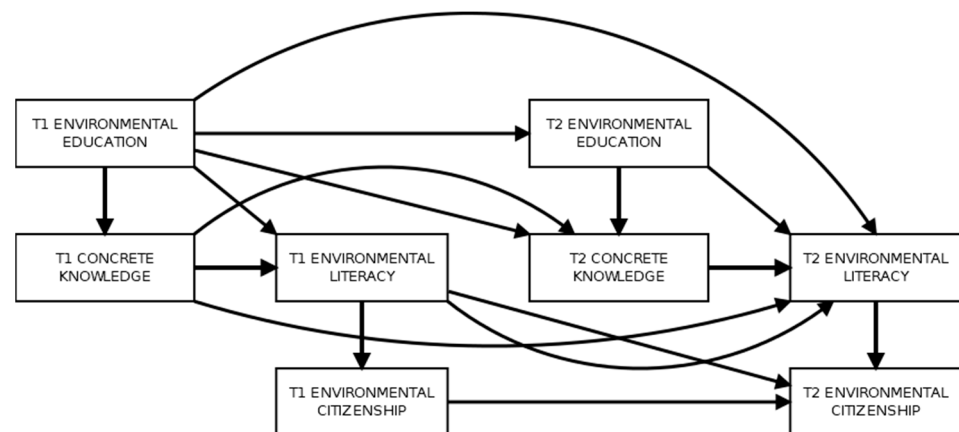 T1 ENVIRONMENTAL
EDUCATION
T2 ENVIRONMENTAL
EDUCATION
T1 CONCRETE
KNOWLEDGE
T1 ENVIRONMENTAL
LITERACY
T2 CONCRETE
KNOWLEDGE
T2 ENVIRONMENTAL
LITERACY
T1 ENVIRONMENTAL
CITIZENSHIP
T2 ENVIRONMENTAL
CITIZENSHIP